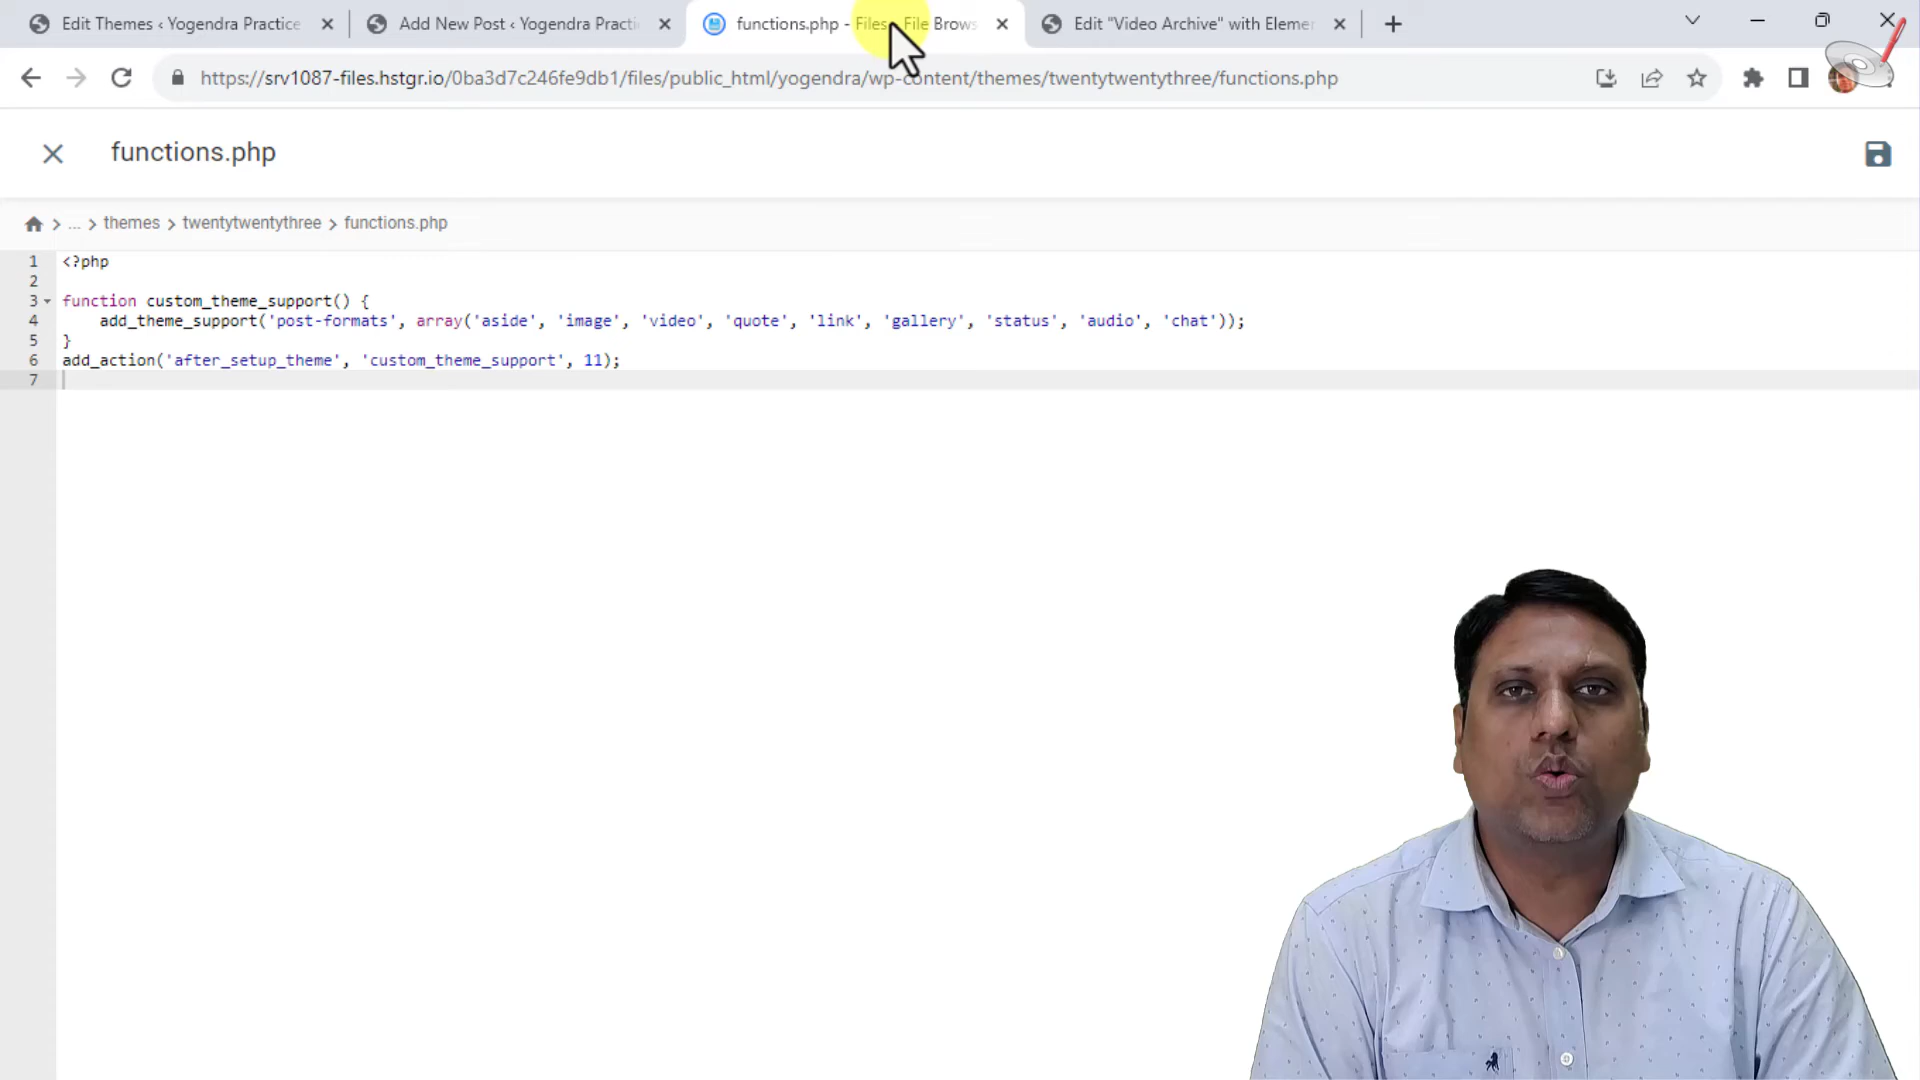 Edit Themes ‹ Yogendra Practice
Add New Post ‹ Yogendra Practi
functions.php - Files - File Brows
Edit "Video Archive" with Elemen
https://srv1087-files.hstgr.io/0ba3d7c246fe9db1/files/public_html/yogendra/wp-content/themes/twentytwentythree/functions.php
functions.php
... themes twentytwentythree functions.php
1 <?php
2
3 function custom_theme_support() {
4 add_theme_support('post-formats', array('aside', 'image', 'video', 'quote', 'link', 'gallery', 'status', 'audio', 'chat'));
5 }
6 add_action('after_setup_theme', 'custom_theme_support', 11);
7